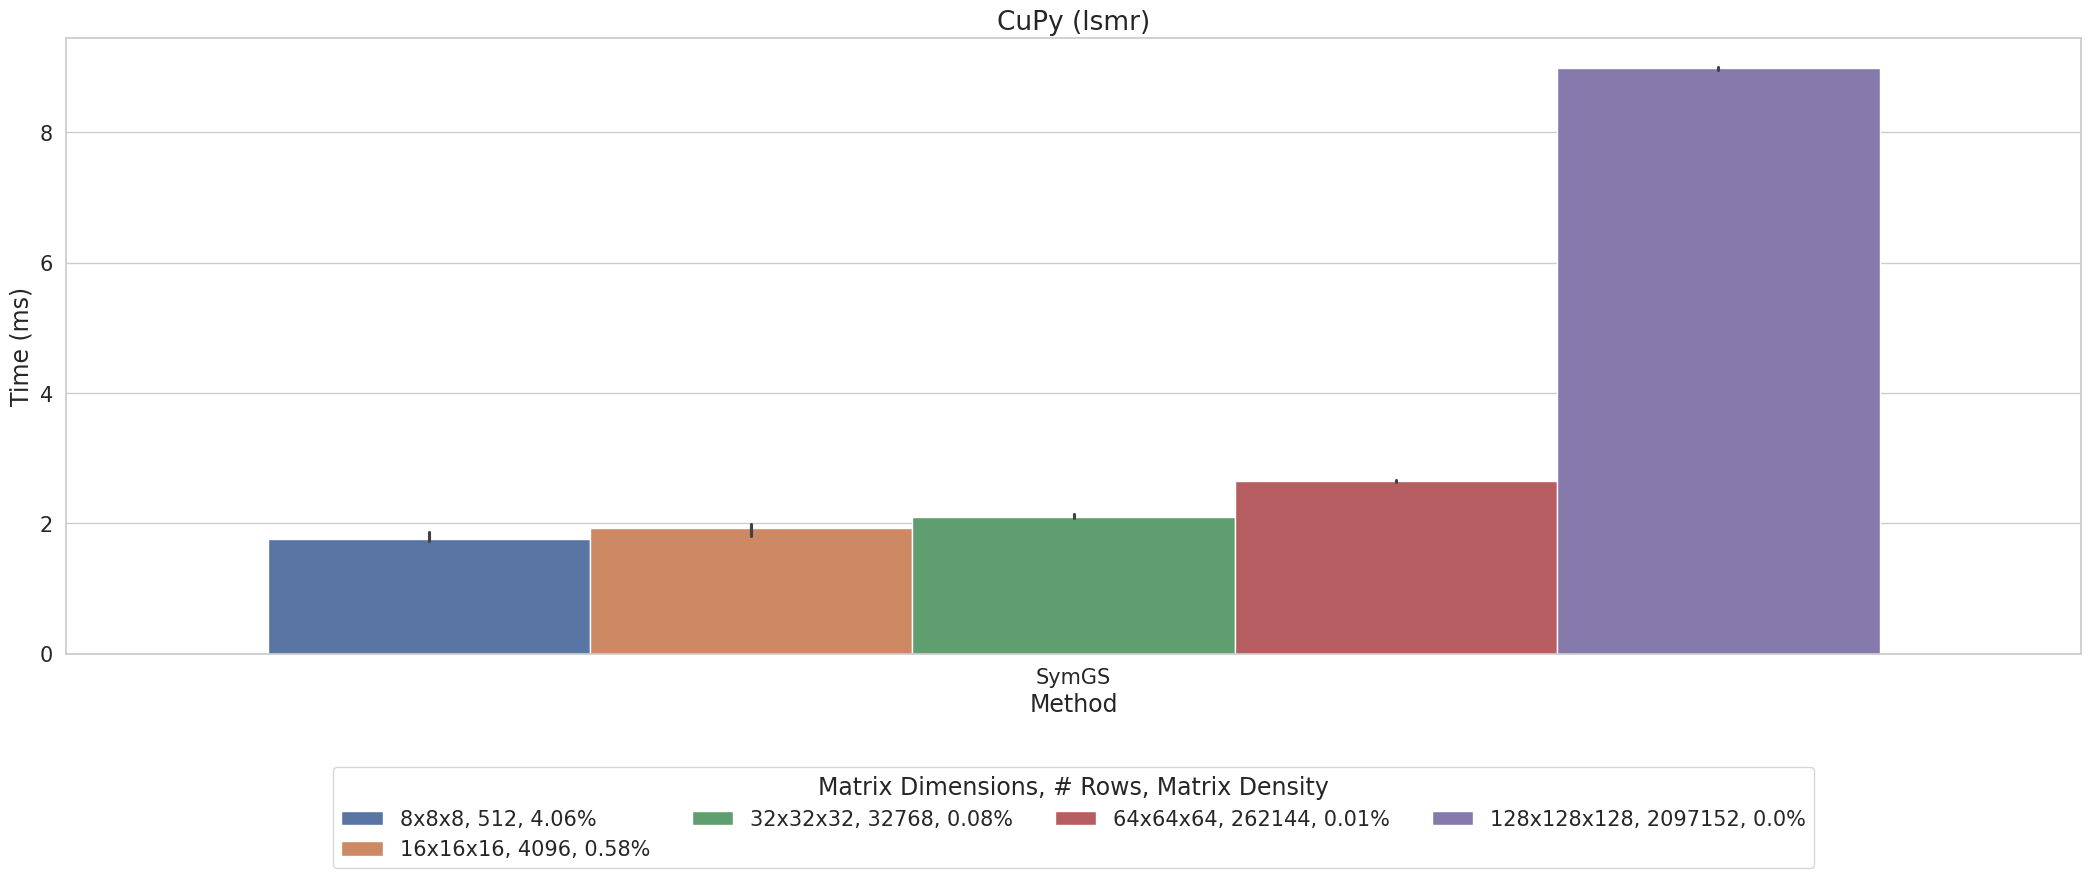 CuPy (lsmr)
Time (ms)
8
6
4
2
0
SymGS
Method
Matrix Dimensions, # Rows, Matrix Density
8x8x8, 512, 4.06%
16x16x16, 4096, 0.58%
32x32x32, 32768, 0.08%
64x64x64, 262144, 0.01%
128x128x128, 2097152, 0.0%